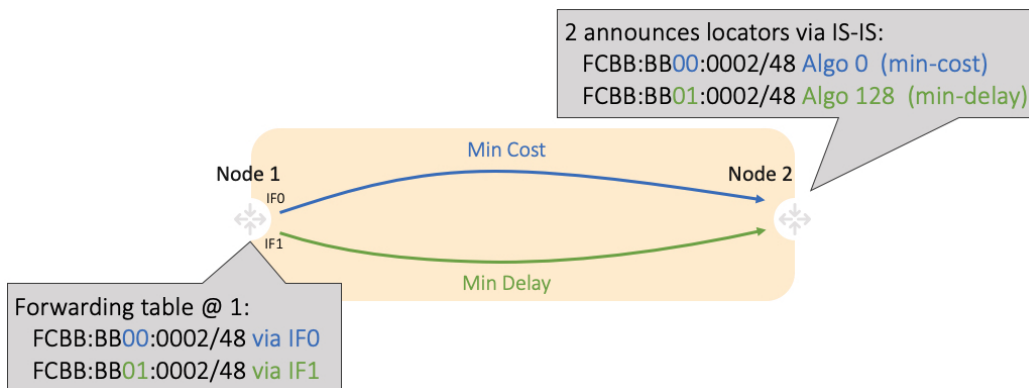 2 announces locators via IS-IS:
FCBB:BB00:0002/48 Algo 0 (min-cost)
FCBB:BB01:0002/48 Algo 128 (min-delay)
Min Cost
Node 1
Node 2
IF0
IF1
Min Delay
Forwarding table @ 1:
FCBB:BB00:0002/48 via IF0
FCBB:BB01:0002/48 via IF1